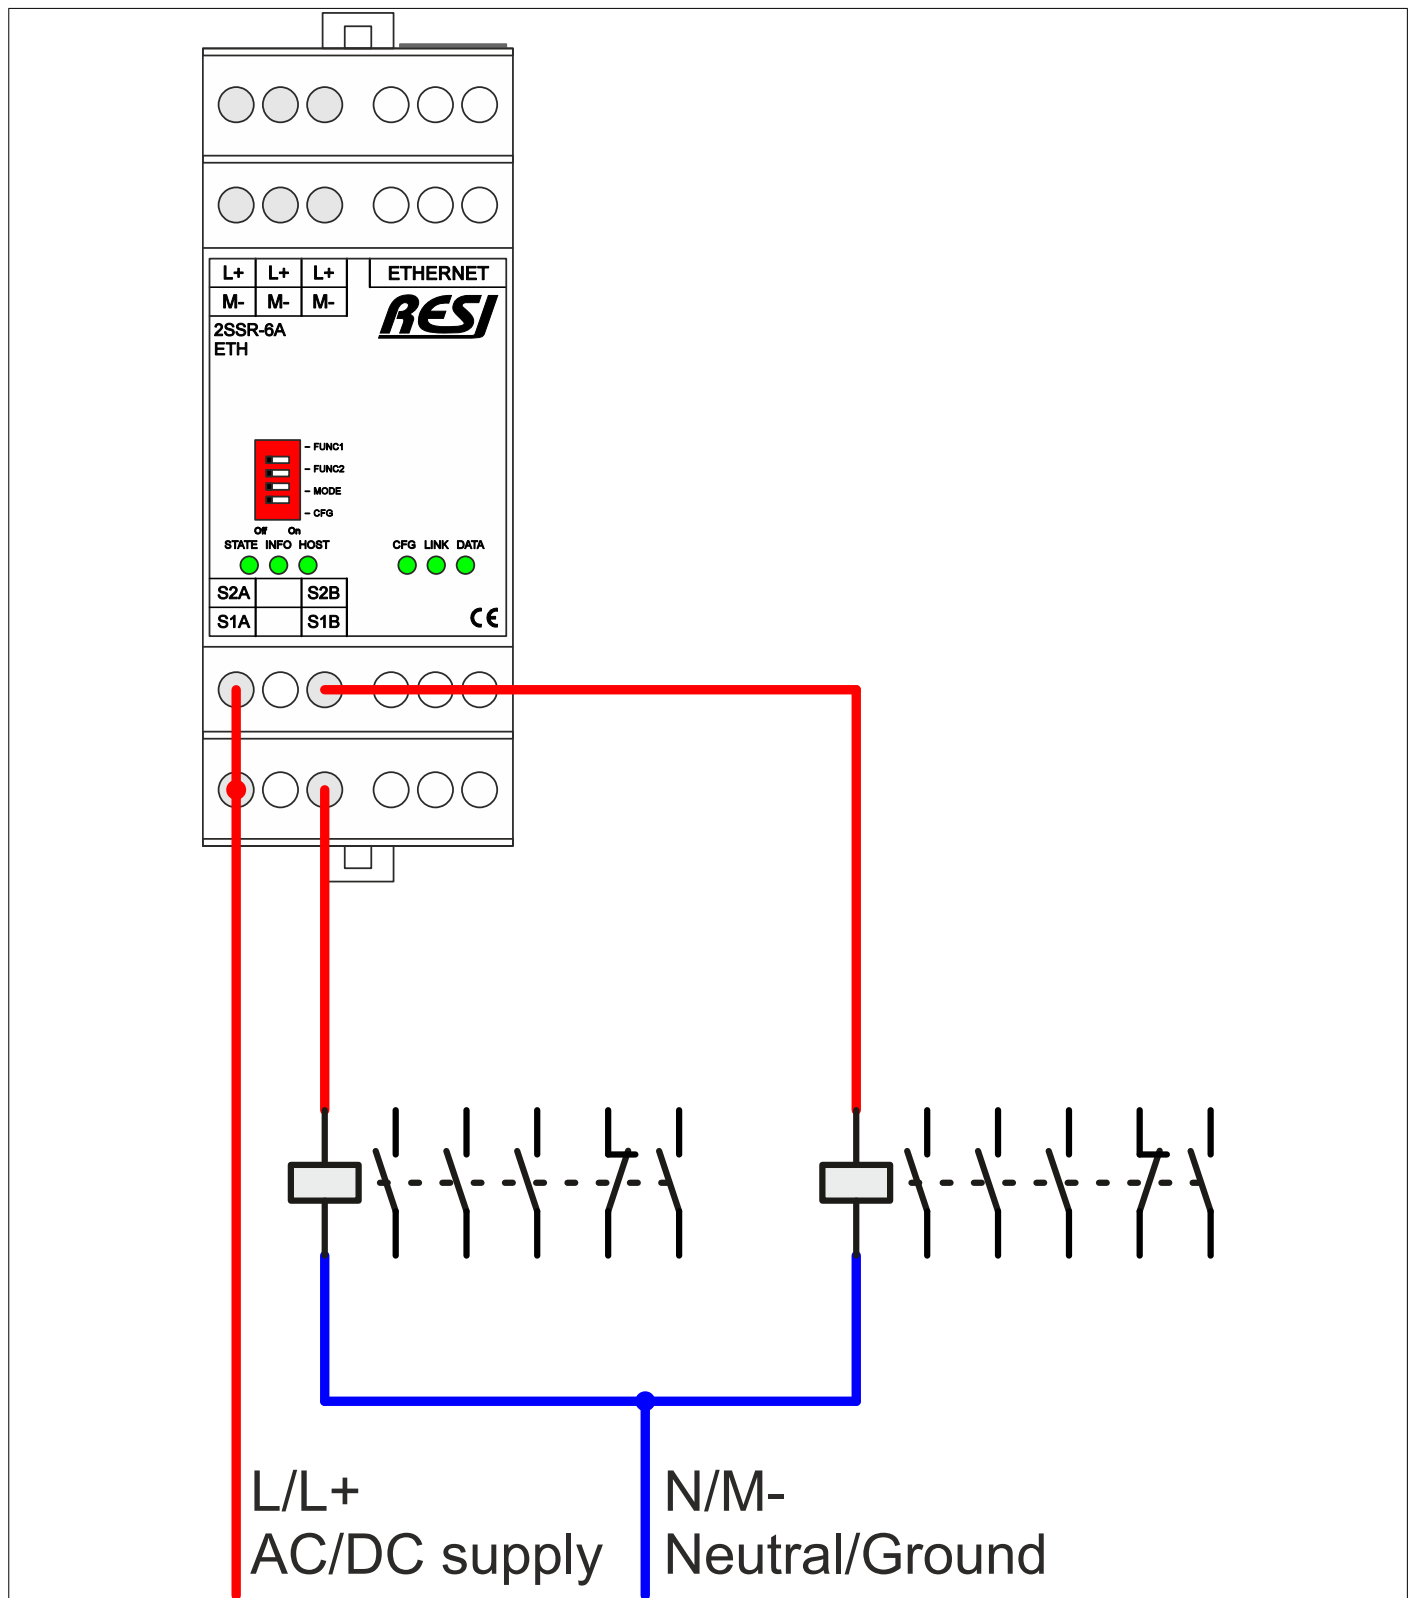 L+ L+ L+ ETHERNET
M- M- M-
RESI
2SSR-6A
ETH
- FUNC1
- FUNC2
- MODE
- CFG
Off On
STATE INFO HOST CFG LINK DATA
S2A S2B
S1A S1B
CE
L/L+
AC/DC supply
N/M-
Neutral/Ground